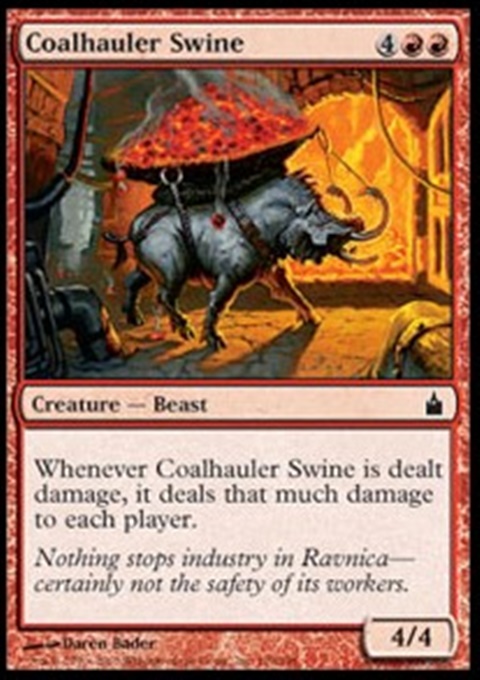 Coalhauler Swine 4
Creature — Beast
Whenever Coalhauler Swine is dealt
damage, it deals that much damage
to each player.
Nothing stops industry in Ravnica—
certainly not the safety of its workers.
Daren Bader
4/4